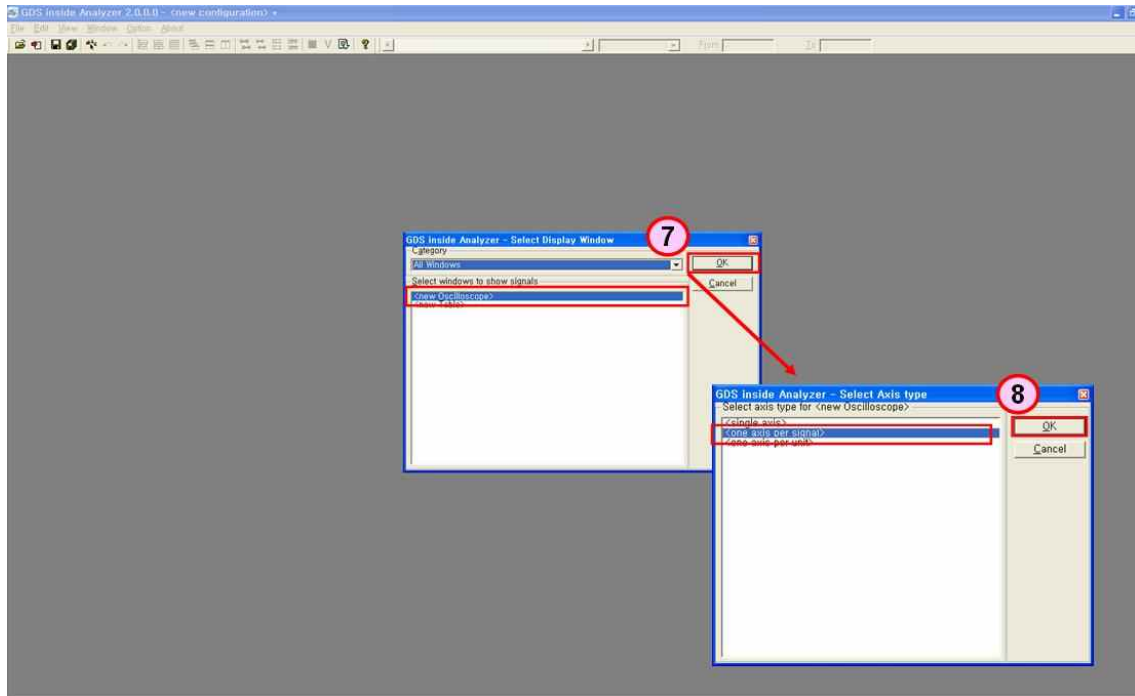 GDS Inside Analyzer 2.0.0.0 - <new configuration> *
File Edit View Window Option About
From To
GDS Inside Analyzer - Select Display Window
7
Category
All Windows
OK
Select windows to show signals
Cancel
<new Oscilloscope>
<new Table>
GDS Inside Analyzer - Select Axis type
8
Select axis type for <new Oscilloscope>
<single axis>
OK
<one axis per signal>
<one axis per unit>
Cancel